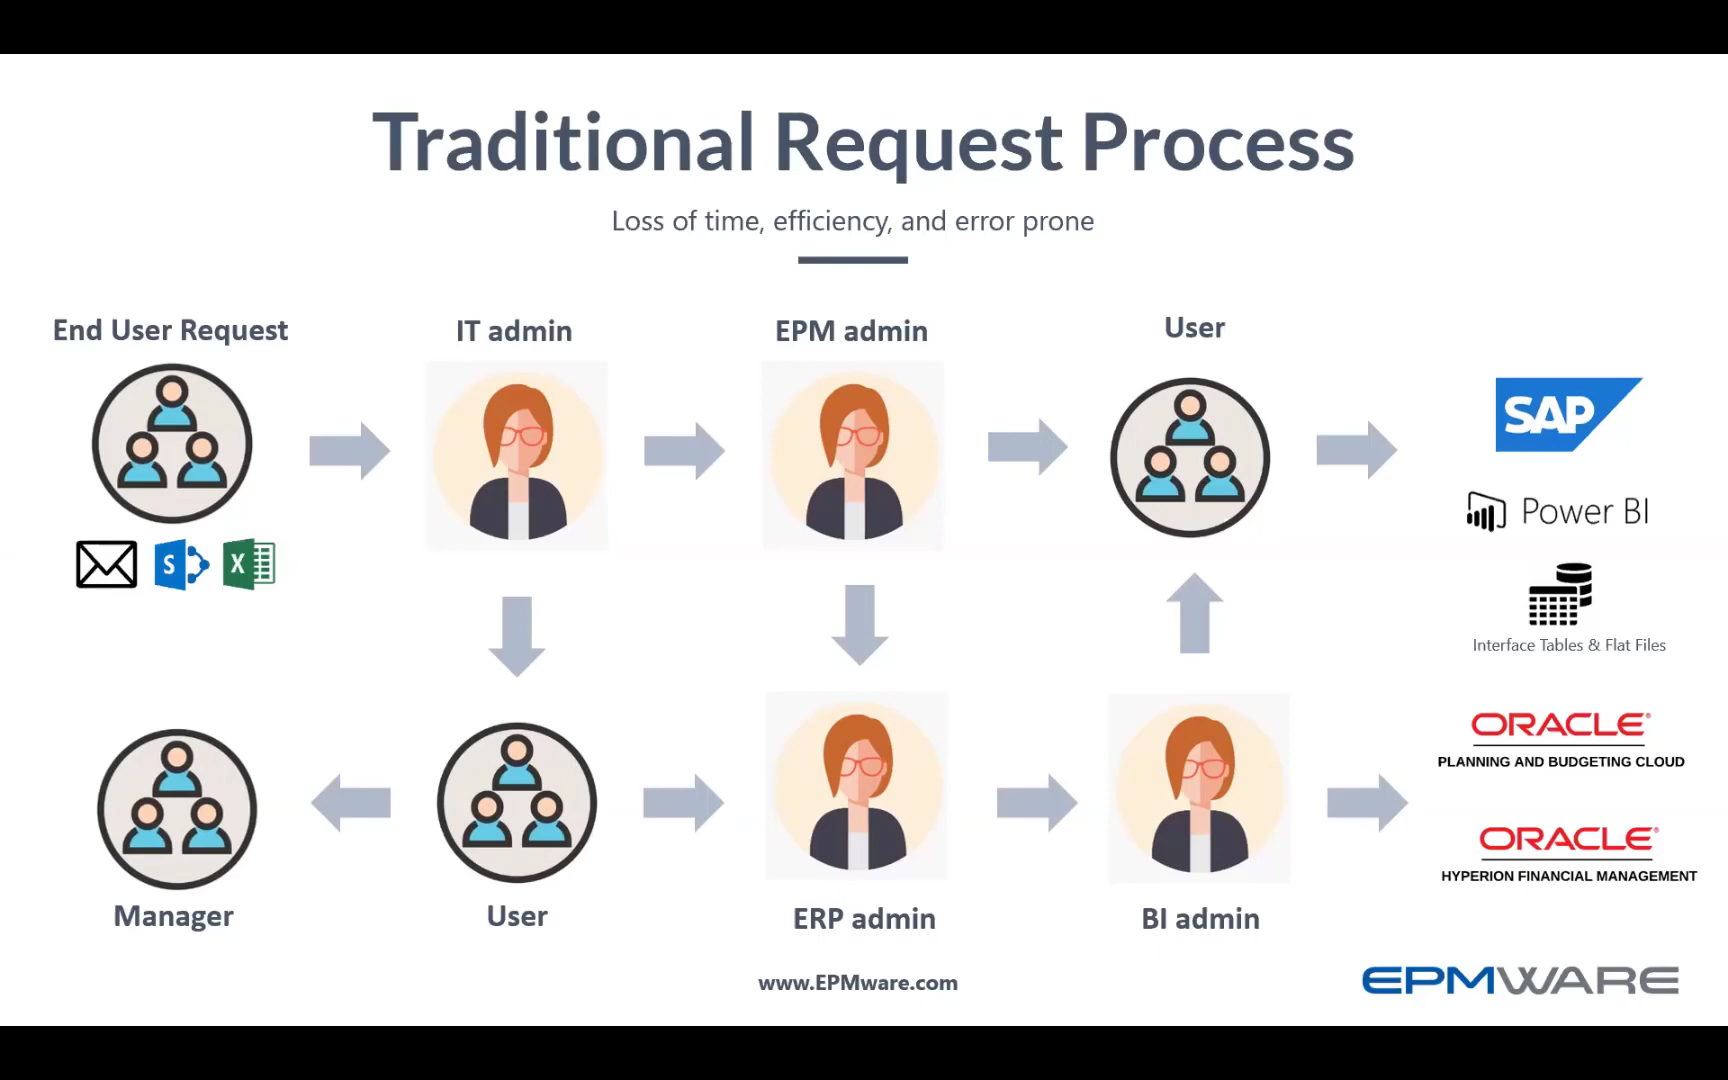 Traditional Request Process
Loss of time, efficiency, and error prone
End User Request
IT admin
EPM admin
User
SAP
S
X
Power BI
Interface Tables & Flat Files
ORACLE®
PLANNING AND BUDGETING CLOUD
ORACLE®
HYPERION FINANCIAL MANAGEMENT
Manager
User
ERP admin
BI admin
www.EPMware.com
EPMWARE